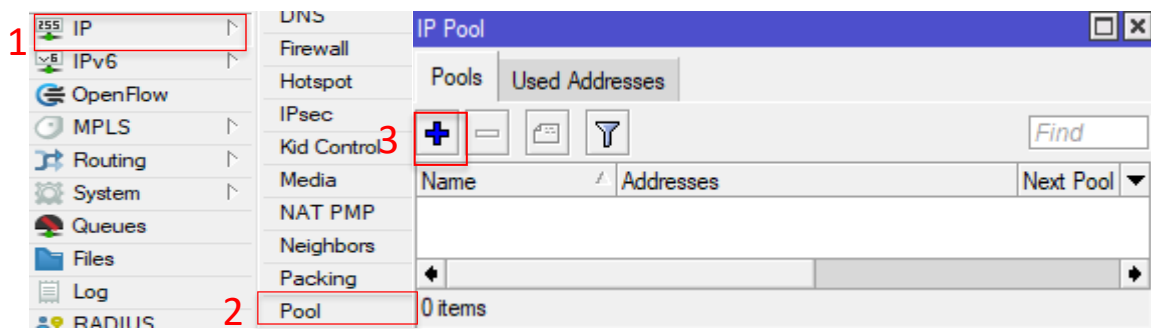 1
255 IP
IPv6
OpenFlow
MPLS
Routing
System
Queues
Files
Log
RADIUS
DNS
Firewall
Hotspot
IPsec
Kid Control
Media
NAT PMP
Neighbors
Packing
2 Pool
IP Pool
Pools Used Addresses
3 Find
Name Addresses Next Pool
0 items